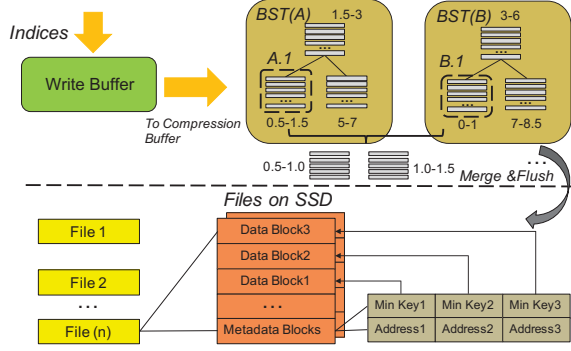 Indices
Write Buffer
To Compression
Buffer
BST(A) 1.5-3
A.1
...
...
...
0.5-1.5
5-7
BST(B) 3-6
B.1
...
...
...
0-1
7-8.5
0.5-1.0
1.0-1.5
...
Merge &Flush
Files on SSD
File 1
File 2
...
File (n)
Data Block3
Data Block2
Data Block1
...
Metadata Blocks
Min Key1 Min Key2 Min Key3
Address1 Address2 Address3